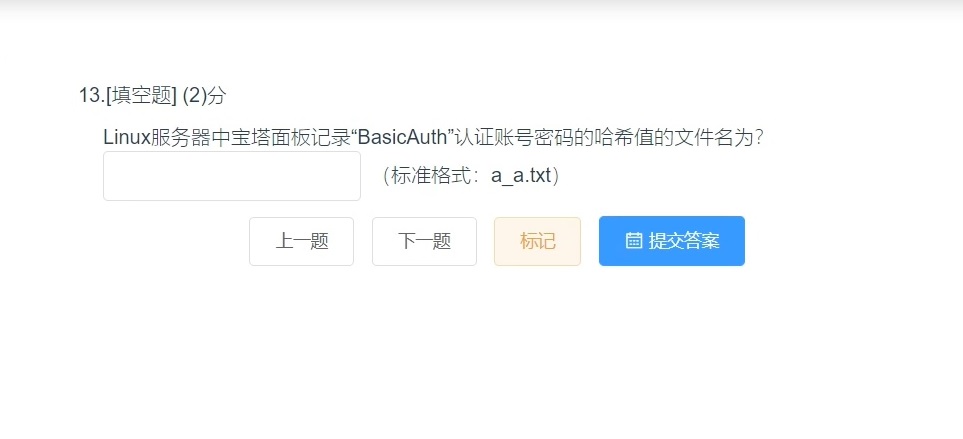 13.[填空题] (2)分
Linux服务器中宝塔面板记录“BasicAuth”认证账号密码的哈希值的文件名为?
（标准格式：a_a.txt）
上一题 下一题 标记 提交答案